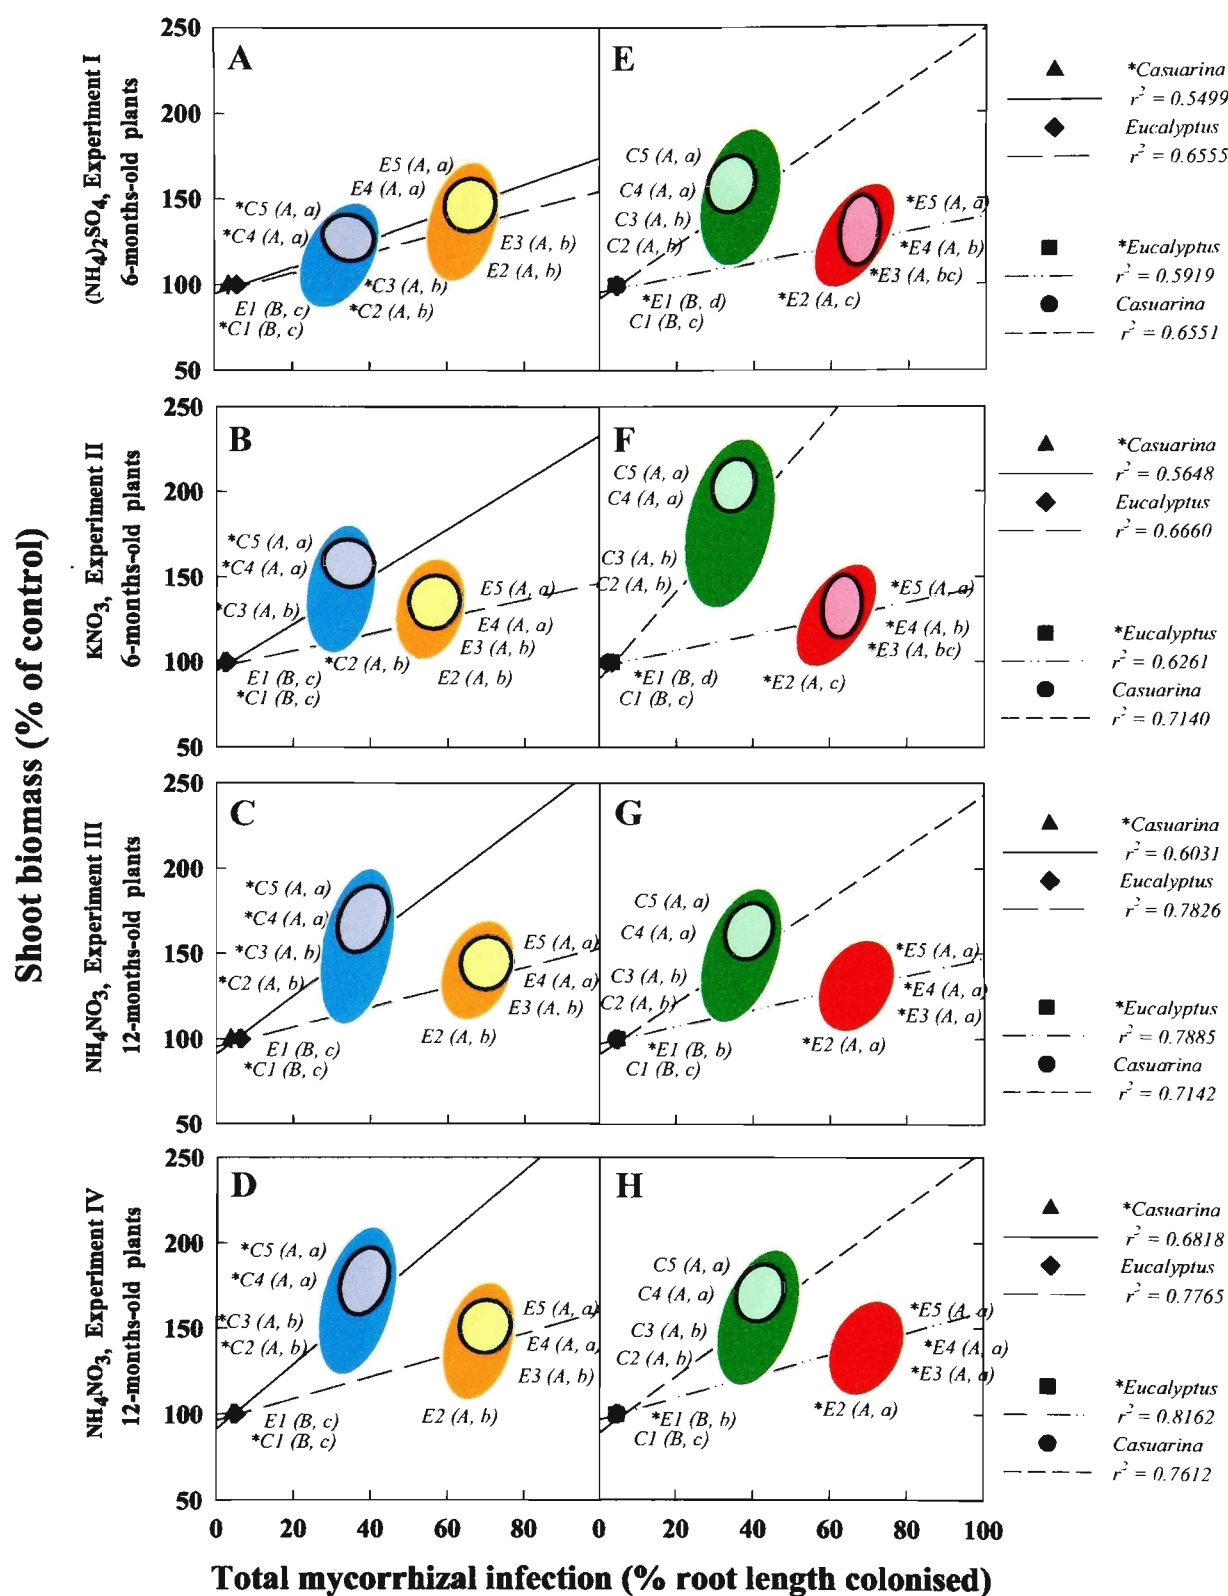 Shoot biomass (% of control)
(NH4)2SO4, Experiment I
6-months-old plants
250
200
150
100
50
A
E5 (A, a)
E4 (A, a)
*C5 (A, a)
*C4 (A, a)
E3 (A, b)
E2 (A, b)
*C3 (A, b)
*C2 (A, b)
E1 (B, c)
*C1 (B, c)
E
C5 (A, a)
C4 (A, a)
C3 (A, b)
C2 (A, b)
*E5 (A, a)
*E4 (A, b)
*E3 (A, bc)
*E2 (A, c)
*E1 (B, d)
C1 (B, c)
*Casuarina
r2 = 0.5499
Eucalyptus
r2 = 0.6555
*Eucalyptus
r2 = 0.5919
Casuarina
r2 = 0.6551
KNO3, Experiment II
6-months-old plants
250
200
150
100
50
B
*C5 (A, a)
*C4 (A, a)
*C3 (A, b)
*C2 (A, b)
E5 (A, a)
E4 (A, a)
E3 (A, b)
E2 (A, b)
E1 (B, c)
*C1 (B, c)
F
C5 (A, a)
C4 (A, a)
C3 (A, b)
C2 (A, b)
*E5 (A, a)
*E4 (A, b)
*E3 (A, bc)
*E2 (A, c)
*E1 (B, d)
C1 (B, c)
*Casuarina
r2 = 0.5648
Eucalyptus
r2 = 0.6660
*Eucalyptus
r2 = 0.6261
Casuarina
r2 = 0.7140
NH4NO3, Experiment III
12-months-old plants
250
200
150
100
50
C
*C5 (A, a)
*C4 (A, a)
*C3 (A, b)
*C2 (A, b)
E5 (A, a)
E4 (A, a)
E3 (A, b)
E2 (A, b)
E1 (B, c)
*C1 (B, c)
G
C5 (A, a)
C4 (A, a)
C3 (A, b)
C2 (A, b)
*E5 (A, a)
*E4 (A, a)
*E3 (A, a)
*E2 (A, a)
*E1 (B, b)
C1 (B, c)
*Casuarina
r2 = 0.6031
Eucalyptus
r2 = 0.7826
*Eucalyptus
r2 = 0.7885
Casuarina
r2 = 0.7142
NH4NO3, Experiment IV
12-months-old plants
250
200
150
100
50
D
*C5 (A, a)
*C4 (A, a)
*C3 (A, b)
*C2 (A, b)
E5 (A, a)
E4 (A, a)
E3 (A, b)
E2 (A, b)
E1 (B, c)
*C1 (B, c)
H
C5 (A, a)
C4 (A, a)
C3 (A, b)
C2 (A, b)
*E5 (A, a)
*E4 (A, a)
*E3 (A, a)
*E2 (A, a)
*E1 (B, b)
C1 (B, c)
*Casuarina
r2 = 0.6818
Eucalyptus
r2 = 0.7765
*Eucalyptus
r2 = 0.8162
Casuarina
r2 = 0.7612
0 20 40 60 80 0 20 40 60 80 100
Total mycorrhizal infection (% root length colonised)